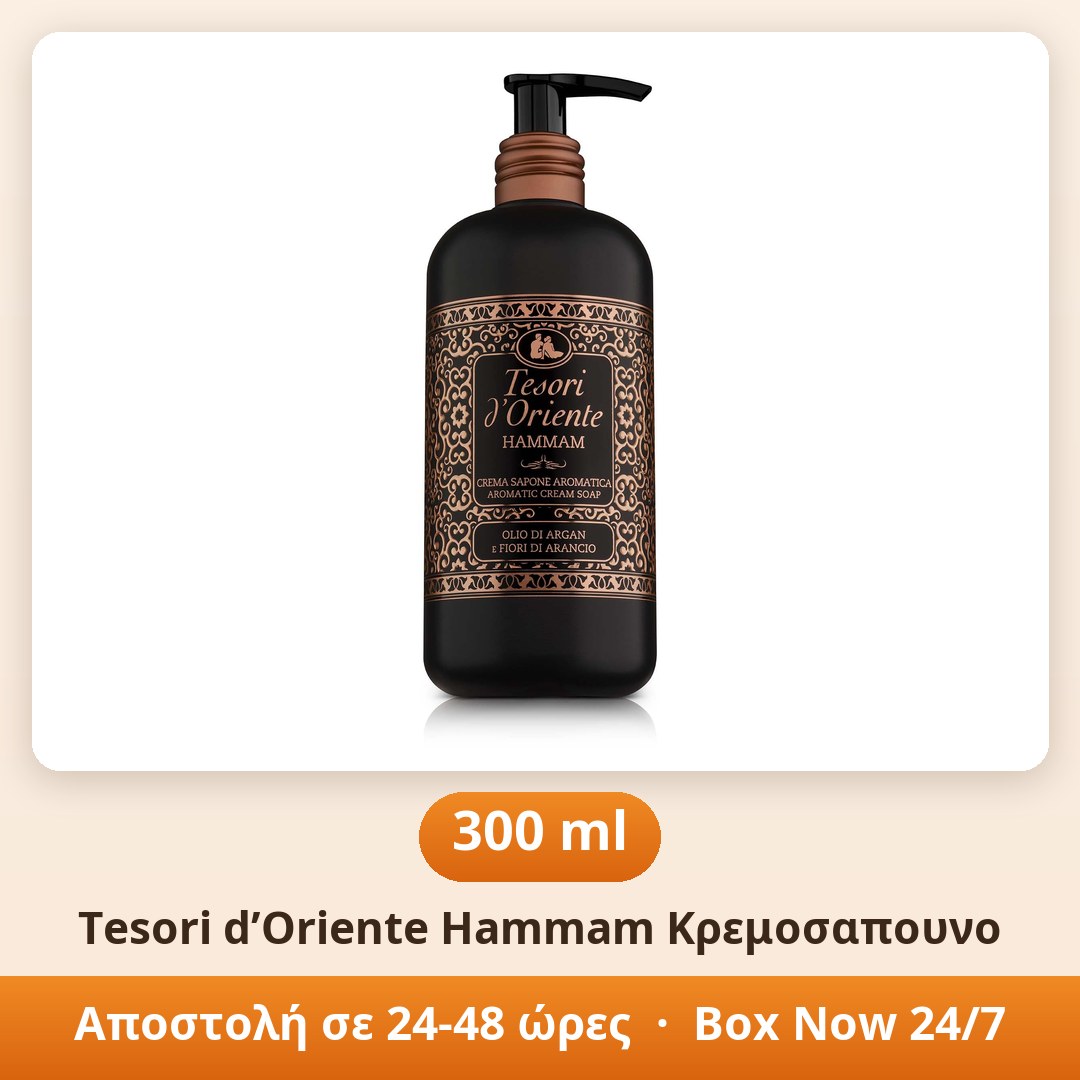 Tesori
d'Oriente
HAMMAM
CREMA SAPONE AROMATICA
AROMATIC CREAM SOAP
OLIO DI ARGAN
E FIORI DI ARANCIO
300 ml
Tesori d’Oriente Hammam Κρεμοσαπουνο
Αποστολή σε 24-48 ώρες · Box Now 24/7